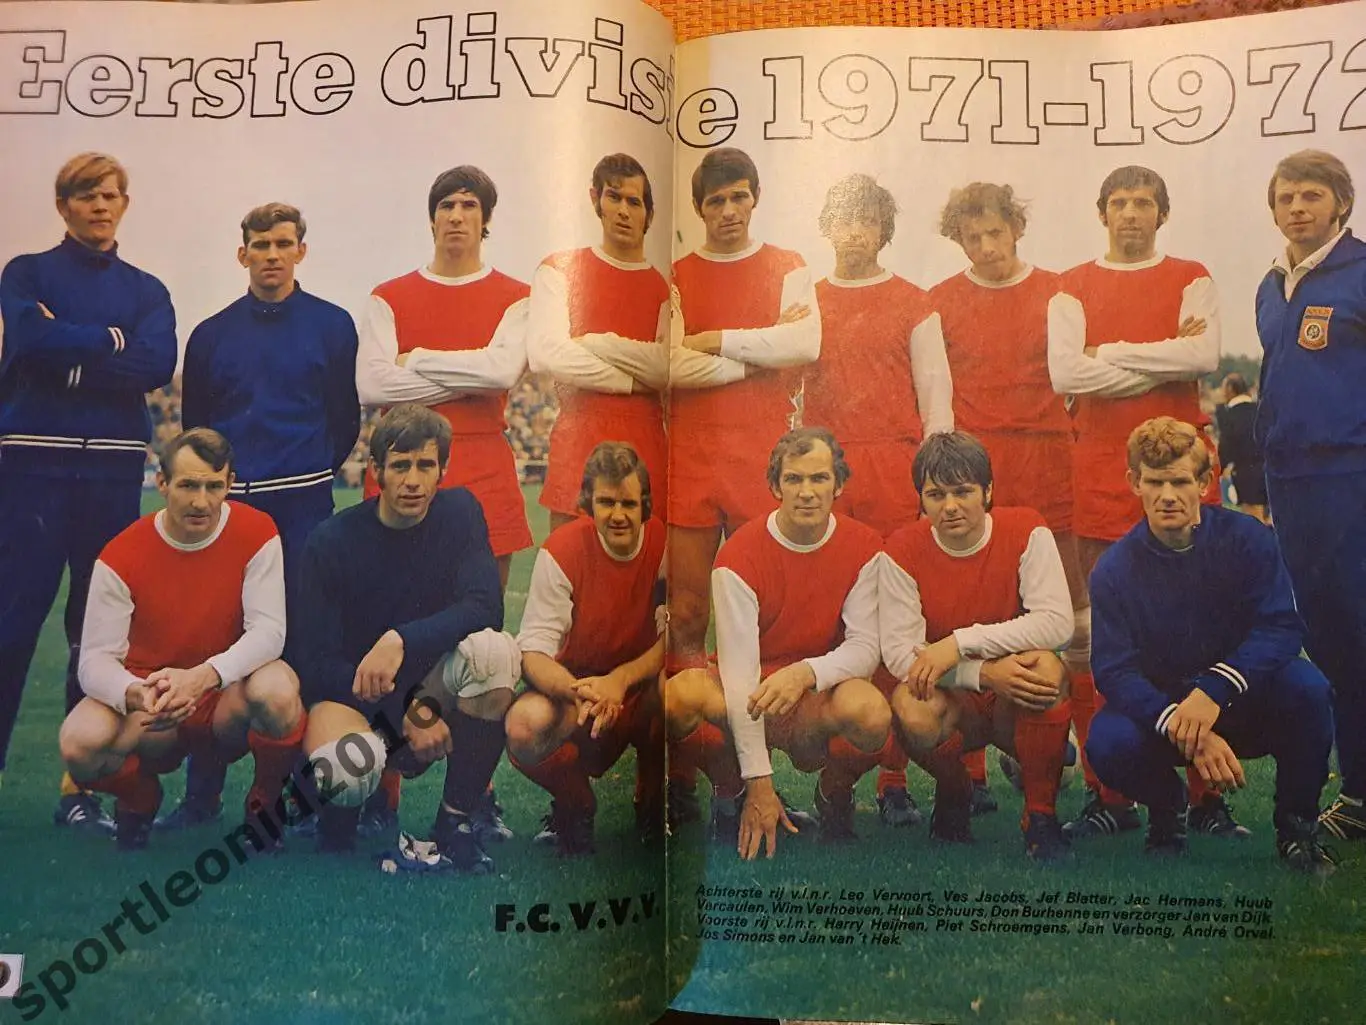 Eerste divisie 1971-1972
F.C. V.V.V.
Achterste rij v.l.n.r. Leo Vervoort, Ves Jacobs, Jef Blatter, Jac Hermans, Huub
Vercaulen, Wim Verhoeven, Huub Schuurs, Don Burhenne en verzorger Jan van Dijk.
Voorste rij v.l.n.r. Harry Heijnen, Piet Schroemgens, Jan Verbong, André Orval,
Jos Simons en Jan van 't Hek.
sportleonid2016